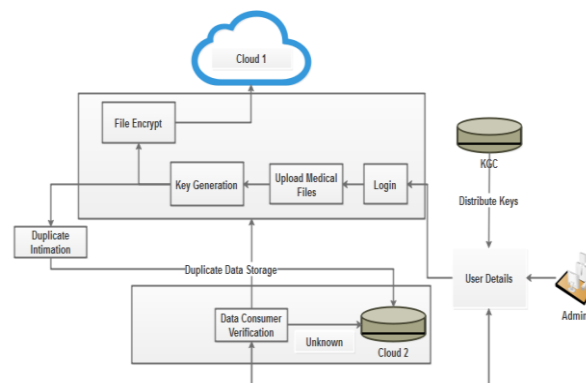 Cloud 1
File Encrypt
KGC
Key Generation
Upload Medical
Files
Login
Distribute Keys
Duplicate
Intimation
Duplicate Data Storage
User Details
Admin
Data Consumer
Verification
Unknown
Cloud 2